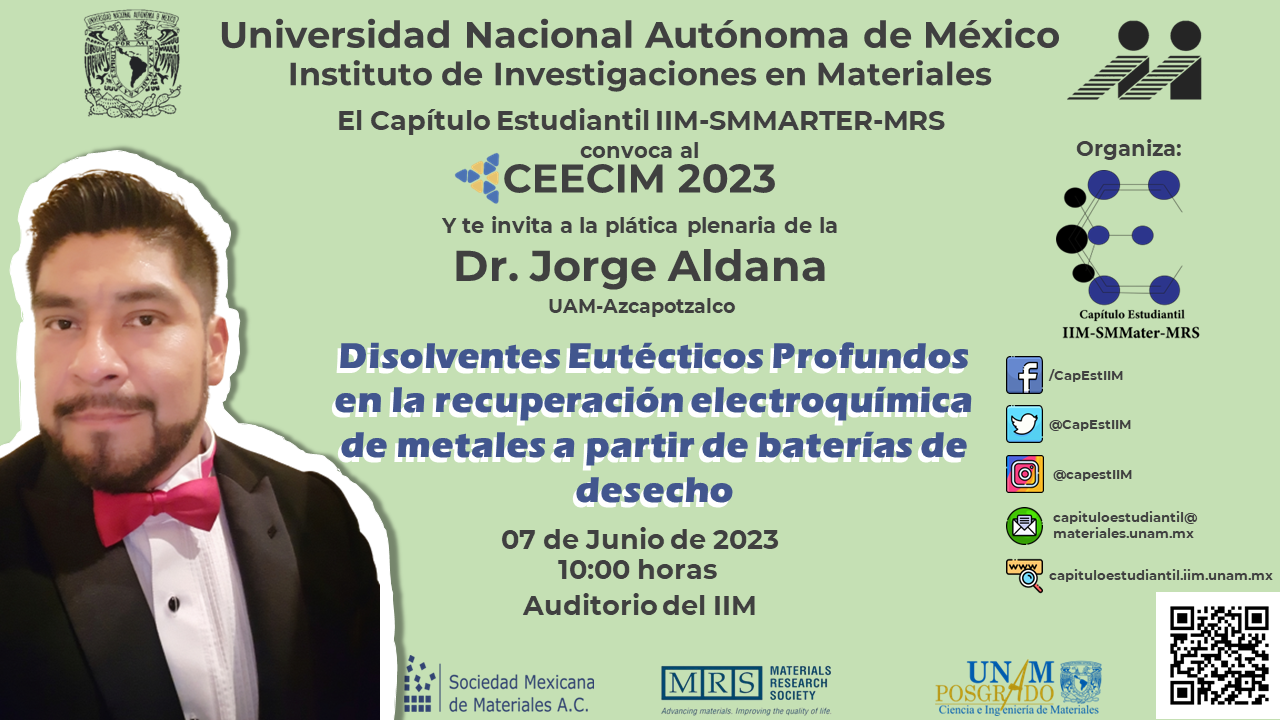 Universidad Nacional Autónoma de México
Instituto de Investigaciones en Materiales
El Capítulo Estudiantil IIM-SMMARTER-MRS
convoca al
CEECIM 2023
Y te invita a la plática plenaria de la
Dr. Jorge Aldana
UAM-Azcapotzalco
Disolventes Eutécticos Profundos
en la recuperación electroquímica
de metales a partir de baterías de
desecho
07 de Junio de 2023
10:00 horas
Auditorio del IIM
Organiza:
Capítulo Estudiantil
IIM-SMMater-MRS
/CapEstIIM
@CapEstIIM
@capestIIM
capituloestudiantil@
materiales.unam.mx
www
capituloestudiantil.iim.unam.mx
Sociedad Mexicana
de Materiales A.C.
MRS
MATERIALS
RESEARCH
SOCIETY
Advancing materials. Improving the quality of life.
UNAM
POSGRADO
Ciencia e Ingeniería de Materiales